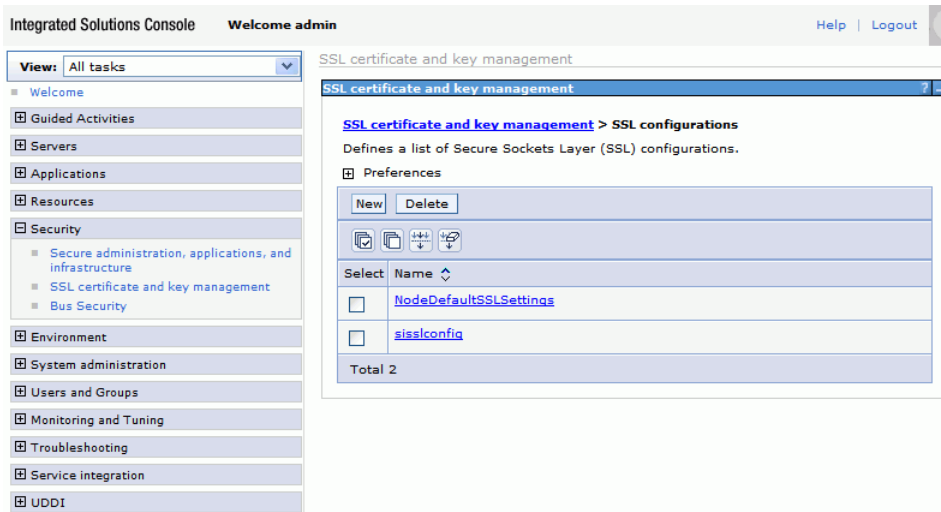 Integrated Solutions Console Welcome admin Help | Logout
View: All tasks
Welcome
Guided Activities
Servers
Applications
Resources
Security
Secure administration, applications, and
infrastructure
SSL certificate and key management
Bus Security
Environment
System administration
Users and Groups
Monitoring and Tuning
Troubleshooting
Service integration
UDDI
SSL certificate and key management
SSL certificate and key management ? -
SSL certificate and key management > SSL configurations
Defines a list of Secure Sockets Layer (SSL) configurations.
Preferences
New Delete
Select Name
NodeDefaultSSLSettings
sisslconfig
Total 2